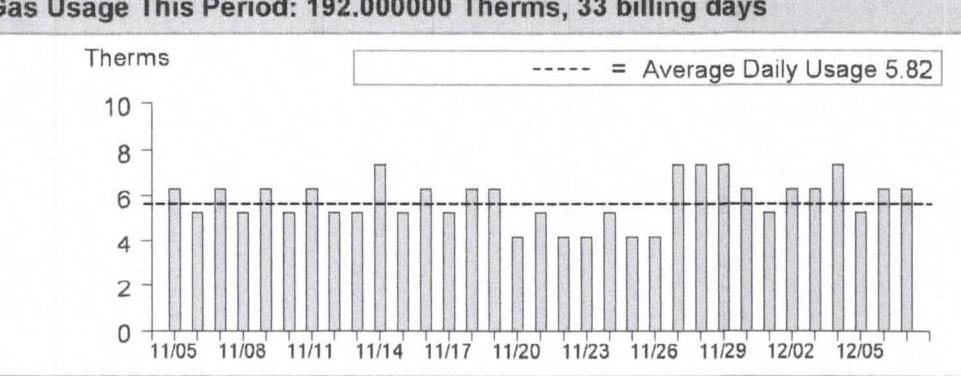 Gas Usage This Period: 192.000000 Therms, 33 billing days
Therms
----- = Average Daily Usage 5.82
10
8
6
4
2
0
11/05 11/08 11/11 11/14 11/17 11/20 11/23 11/26 11/29 12/02 12/05